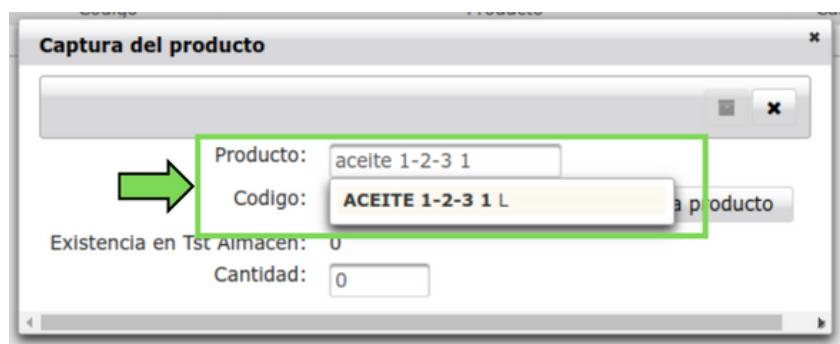 Captura del producto
Producto: aceite 1-2-3 1
Codigo: ACEITE 1-2-3 1 L
a producto
Existencia en Tst Almacen: 0
Cantidad: 0